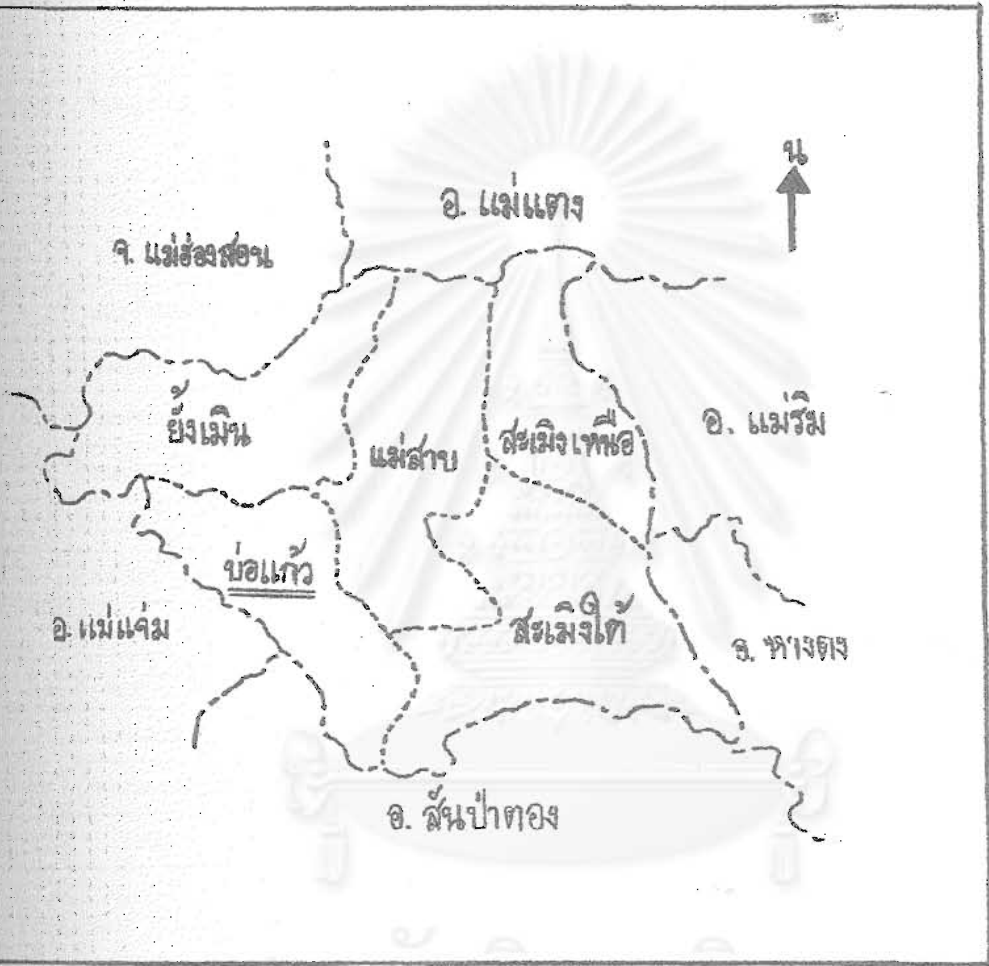 น
อ. แม่แตง
จ. แม่ฮ่องสอน
ยั้งเมิน
แม่สาบ
สะเมิงเหนือ
อ. แม่ริม
บ่อแก้ว
อ. แม่แจ่ม
สะเมิงใต้
อ. หางดง
อ. สันป่าตอง